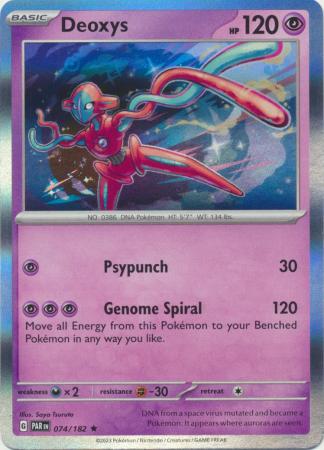 BASIC
Deoxys
HP 120
NO. 0386 DNA Pokémon HT: 5'7" WT: 134 lbs.
Psypunch 30
Genome Spiral 120
Move all Energy from this Pokémon to your Benched
Pokémon in any way you like.
weakness ×2 resistance -30 retreat
Illus. Saya Tsuruta
G PAR EN 074/182 ★
DNA from a space virus mutated and became
a Pokémon. It appears where auroras are seen.
©2023 Pokémon / Nintendo / Creatures / GAME FREAK